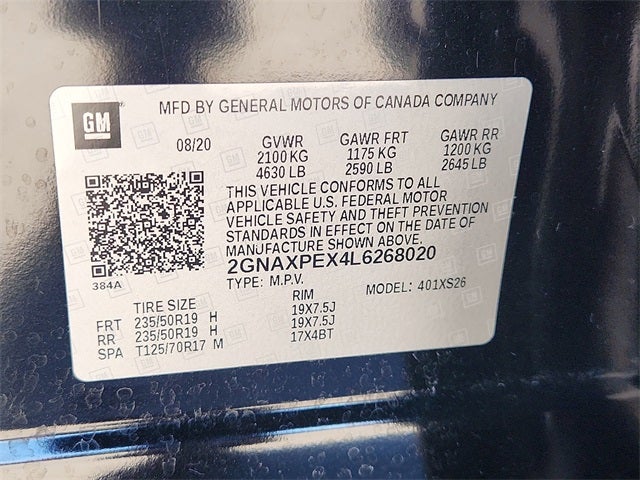 GM
MFD BY GENERAL MOTORS OF CANADA COMPANY
08/20 GVWR GAWR FRT GAWR RR
2100 KG 1175 KG 1200 KG
4630 LB 2590 LB 2645 LB
THIS VEHICLE CONFORMS TO ALL
APPLICABLE U.S. FEDERAL MOTOR
VEHICLE SAFETY AND THEFT PREVENTION
STANDARDS IN EFFECT ON THE DATE OF
MANUFACTURE SHOWN ABOVE.
384A 2GNAXPEX4L6268020
TYPE: M.P.V. MODEL: 401XS26
TIRE SIZE RIM
FRT 235/50R19 H 19X7.5J
RR 235/50R19 H 19X7.5J
SPA T125/70R17 M 17X4BT